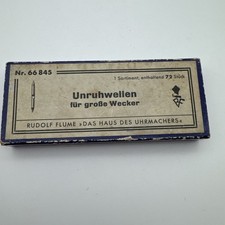 Nr. 66 845
1 Sortiment, enthaltend 72 Stück
Unruhwellen
für große Wecker
RUDOLF FLUME »DAS HAUS DES UHRMACHERS«